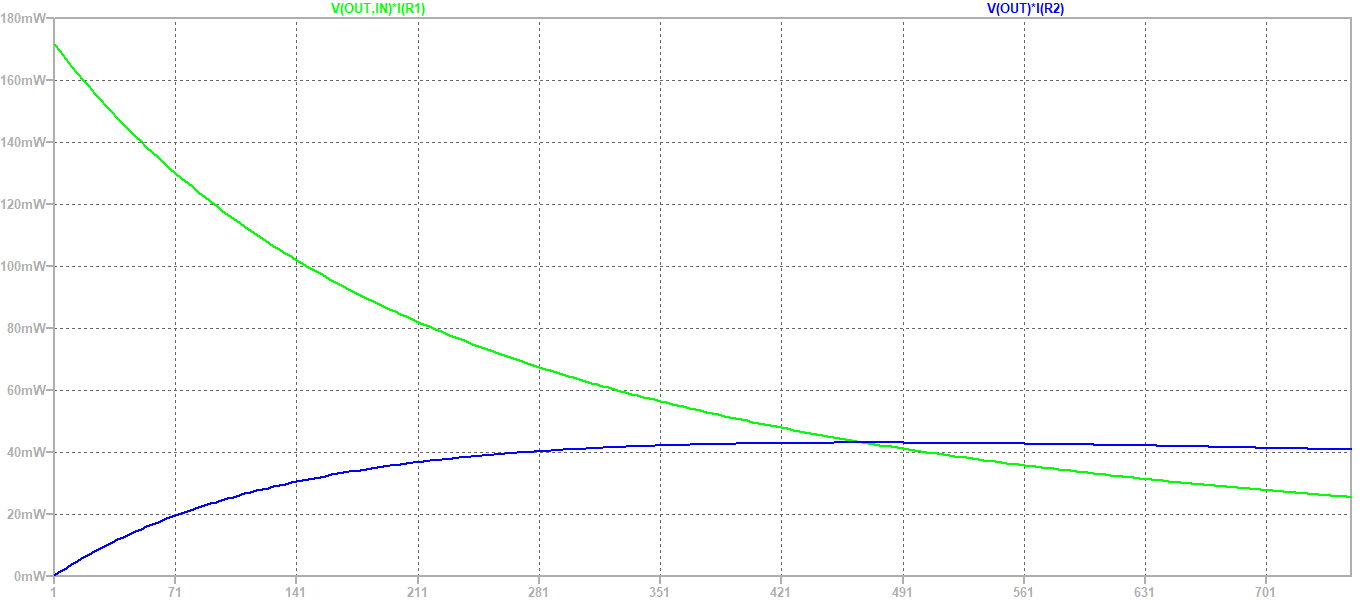 V(OUT,IN)*I(R1) V(OUT)*I(R2)
180mW
160mW
140mW
120mW
100mW
80mW
60mW
40mW
20mW
0mW
1 71 141 211 281 351 421 491 561 631 701